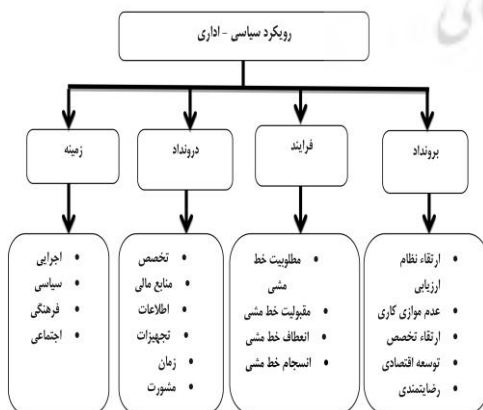 رویکرد سیاسی - اداری
زمینه
درونداد
فرایند
برونداد
• اجرایی
• سیاسی
• فرهنگی
• اجتماعی
• تخصص
• منابع مالی
• اطلاعات
• تجهیزات
• زمان
• مشورت
• مطلوبیت خط
مشی
• مقبولیت خط مشی
• انعطاف خط مشی
• انسجام خط مشی
• ارتقاء نظام
ارزیابی
• عدم موازی کاری
• ارتقاء تخصص
• توسعه اقتصادی
• رضایتمندی